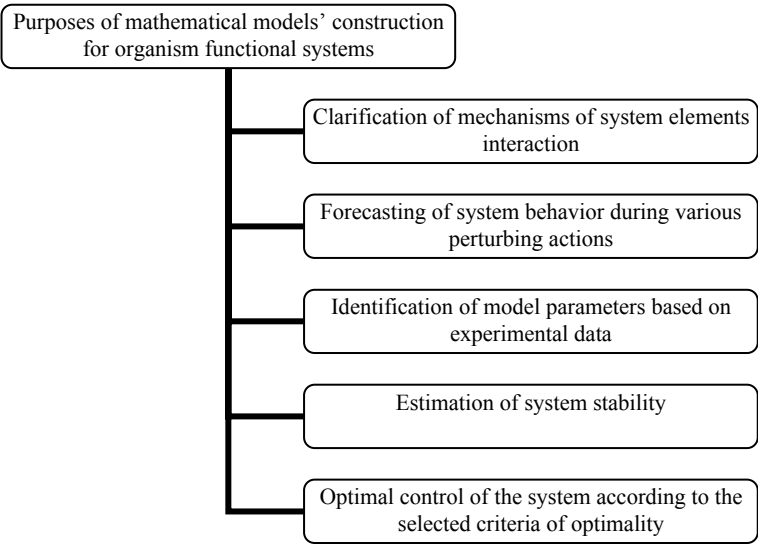 Purposes of mathematical models’ construction
for organism functional systems
Clarification of mechanisms of system elements
interaction
Forecasting of system behavior during various
perturbing actions
Identification of model parameters based on
experimental data
Estimation of system stability
Optimal control of the system according to the
selected criteria of optimality